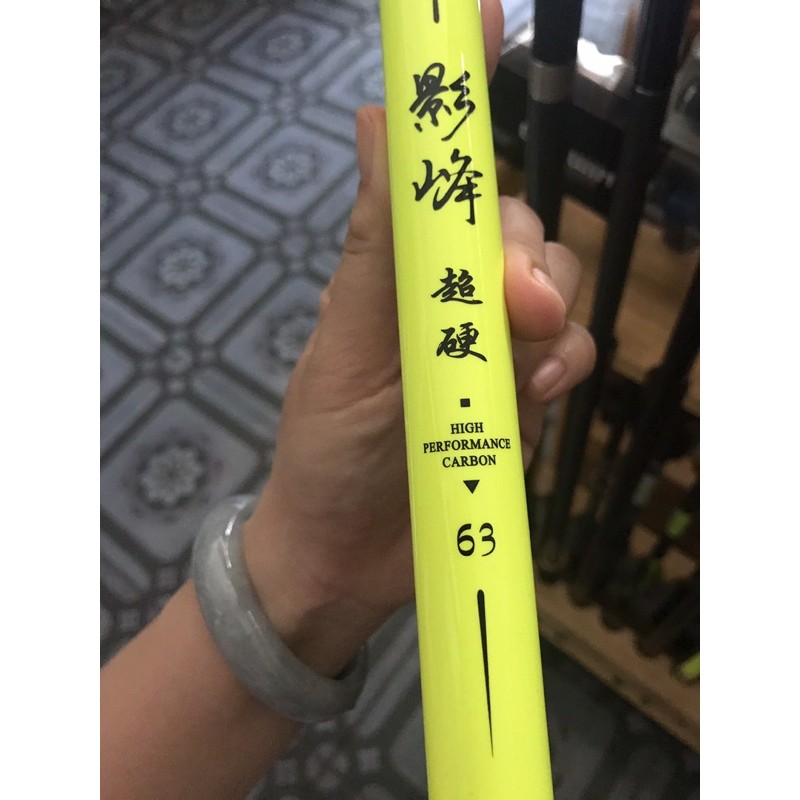 影
峰
超
硬
HIGH
PERFORMANCE
CARBON
63